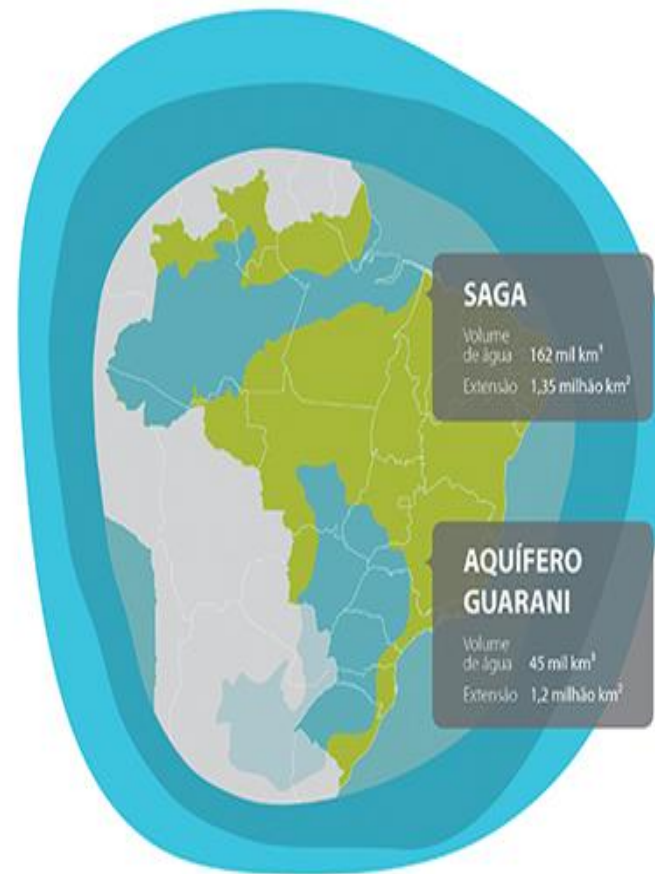 SAGA
Volume
de água 162 mil km³
Extensão 1,35 milhão km²
AQUÍFERO
GUARANI
Volume
de água 45 mil km³
Extensão 1,2 milhão km²